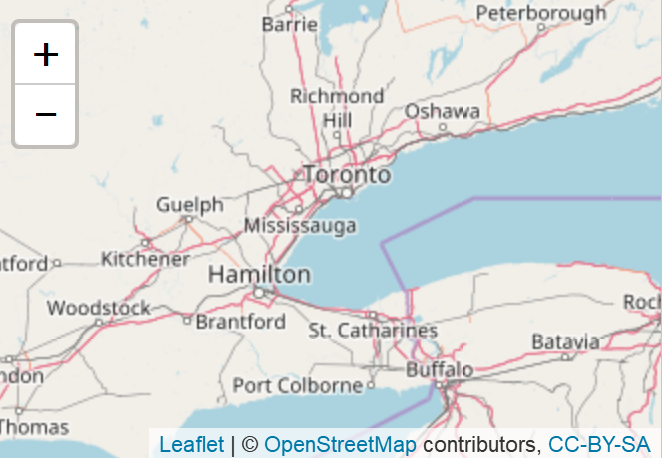 +
−
Barrie
Peterborough
Richmond
Hill
Oshawa
Toronto
Guelph
Mississauga
Kitchener
tford
Hamilton
Woodstock
Brantford
St. Catharines
Roch
Batavia
ndon
Port Colborne
Buffalo
Thomas
Leaflet | © OpenStreetMap contributors, CC-BY-SA